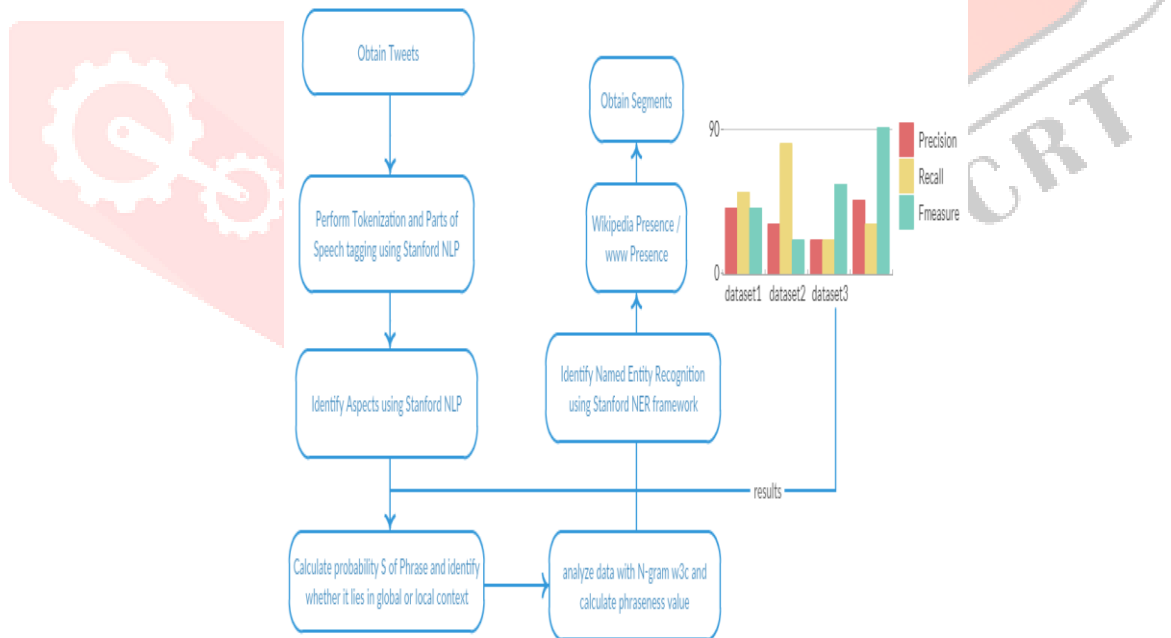 Obtain Tweets
Perform Tokenization and Parts of
Speech tagging using Stanford NLP
Identify Aspects using Stanford NLP
Calculate probability S of Phrase and identify
whether it lies in global or local context
analyze data with N-gram w3c and
calculate phraseness value
Identify Named Entity Recognition
using Stanford NER framework
Wikipedia Presence /
www Presence
Obtain Segments
results
90
0
dataset1 dataset2 dataset3
Precision
Recall
Fmeasure
CRT